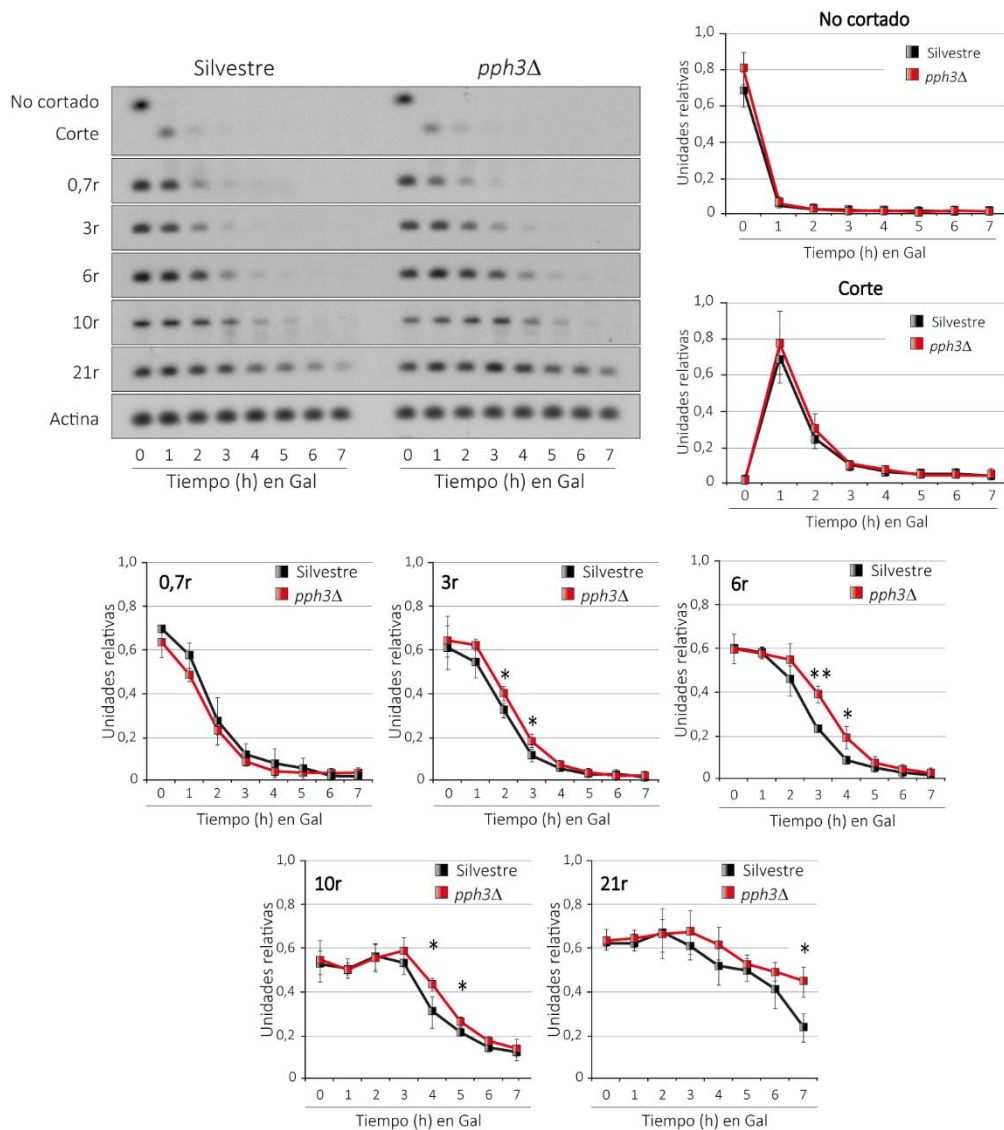 Silvestre
pph3Δ
No cortado
Corte
0,7r
3r
6r
10r
21r
Actina
0 1 2 3 4 5 6 7
0 1 2 3 4 5 6 7
Tiempo (h) en Gal
Tiempo (h) en Gal
No cortado
Unidades relativas
1,0
0,8
0,6
0,4
0,2
0
Silvestre
pph3Δ
0 1 2 3 4 5 6 7
Tiempo (h) en Gal
Corte
Unidades relativas
1,0
0,8
0,6
0,4
0,2
0
Silvestre
pph3Δ
0 1 2 3 4 5 6 7
Tiempo (h) en Gal
0,7r
Unidades relativas
1,0
0,8
0,6
0,4
0,2
0
Silvestre
pph3Δ
0 1 2 3 4 5 6 7
Tiempo (h) en Gal
3r
Unidades relativas
1,0
0,8
0,6
0,4
0,2
0
Silvestre
pph3Δ
*
*
0 1 2 3 4 5 6 7
Tiempo (h) en Gal
6r
Unidades relativas
1,0
0,8
0,6
0,4
0,2
0
Silvestre
pph3Δ
**
*
0 1 2 3 4 5 6 7
Tiempo (h) en Gal
10r
Unidades relativas
1,0
0,8
0,6
0,4
0,2
0
Silvestre
pph3Δ
*
*
0 1 2 3 4 5 6 7
Tiempo (h) en Gal
21r
Unidades relativas
1,0
0,8
0,6
0,4
0,2
0
Silvestre
pph3Δ
*
0 1 2 3 4 5 6 7
Tiempo (h) en Gal